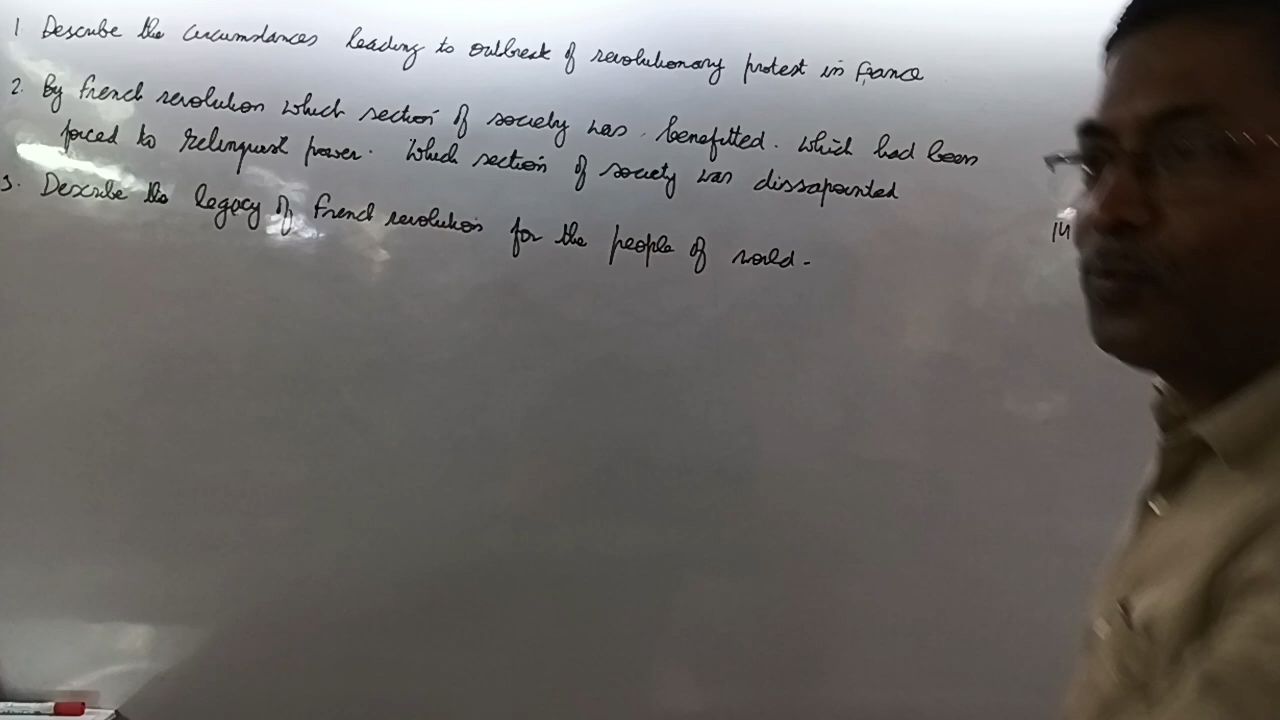 1 Describe the circumstances leading to outbreak of revolutionary protest in France
2. By french revolution which section of society was benefitted. which had been
forced to relinquest power. Which section of society was dissapointed
3. Describe the legacy of french revolution for the people of world.
14